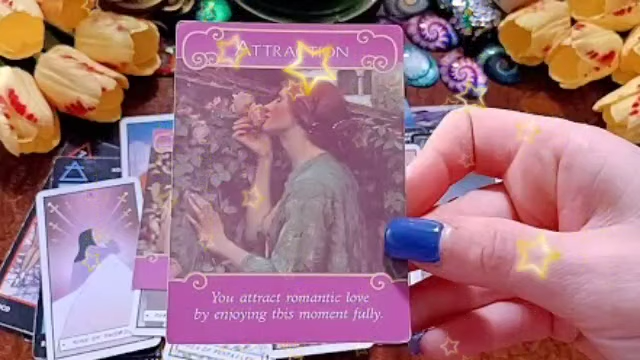 ATTRACTION
You attract romantic love
by enjoying this moment fully.